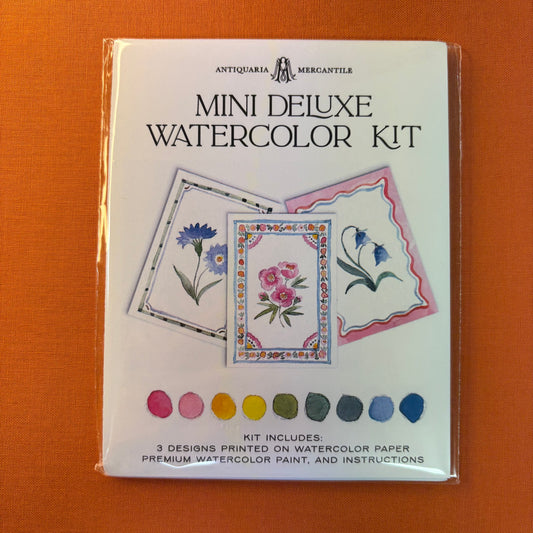 ANTIQUARIA MERCANTILE
MINI DELUXE
WATERCOLOR KIT
KIT INCLUDES:
3 DESIGNS PRINTED ON WATERCOLOR PAPER
PREMIUM WATERCOLOR PAINT, AND INSTRUCTIONS